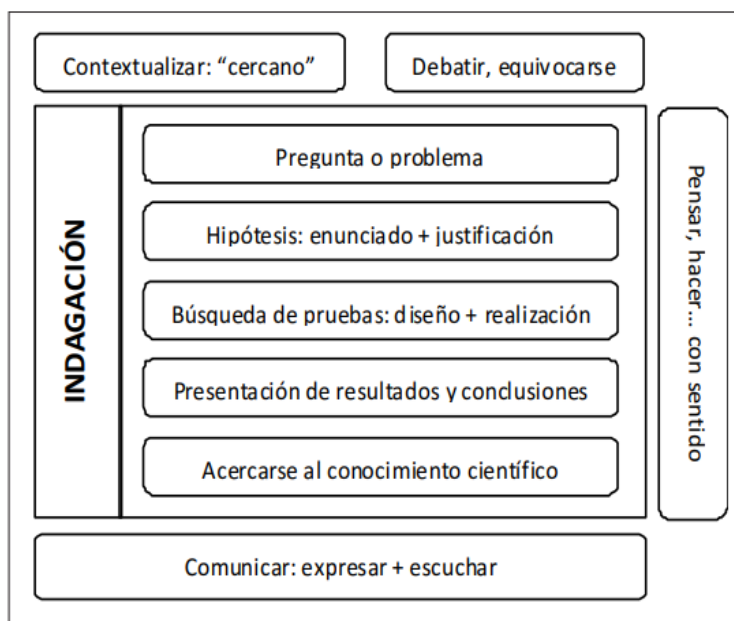 Contextualizar: “cercano”
Debatir, equivocarse
INDAGACIÓN
Pregunta o problema
Hipótesis: enunciado + justificación
Búsqueda de pruebas: diseño + realización
Presentación de resultados y conclusiones
Acercarse al conocimiento científico
Pensar, hacer... con sentido
Comunicar: expresar + escuchar